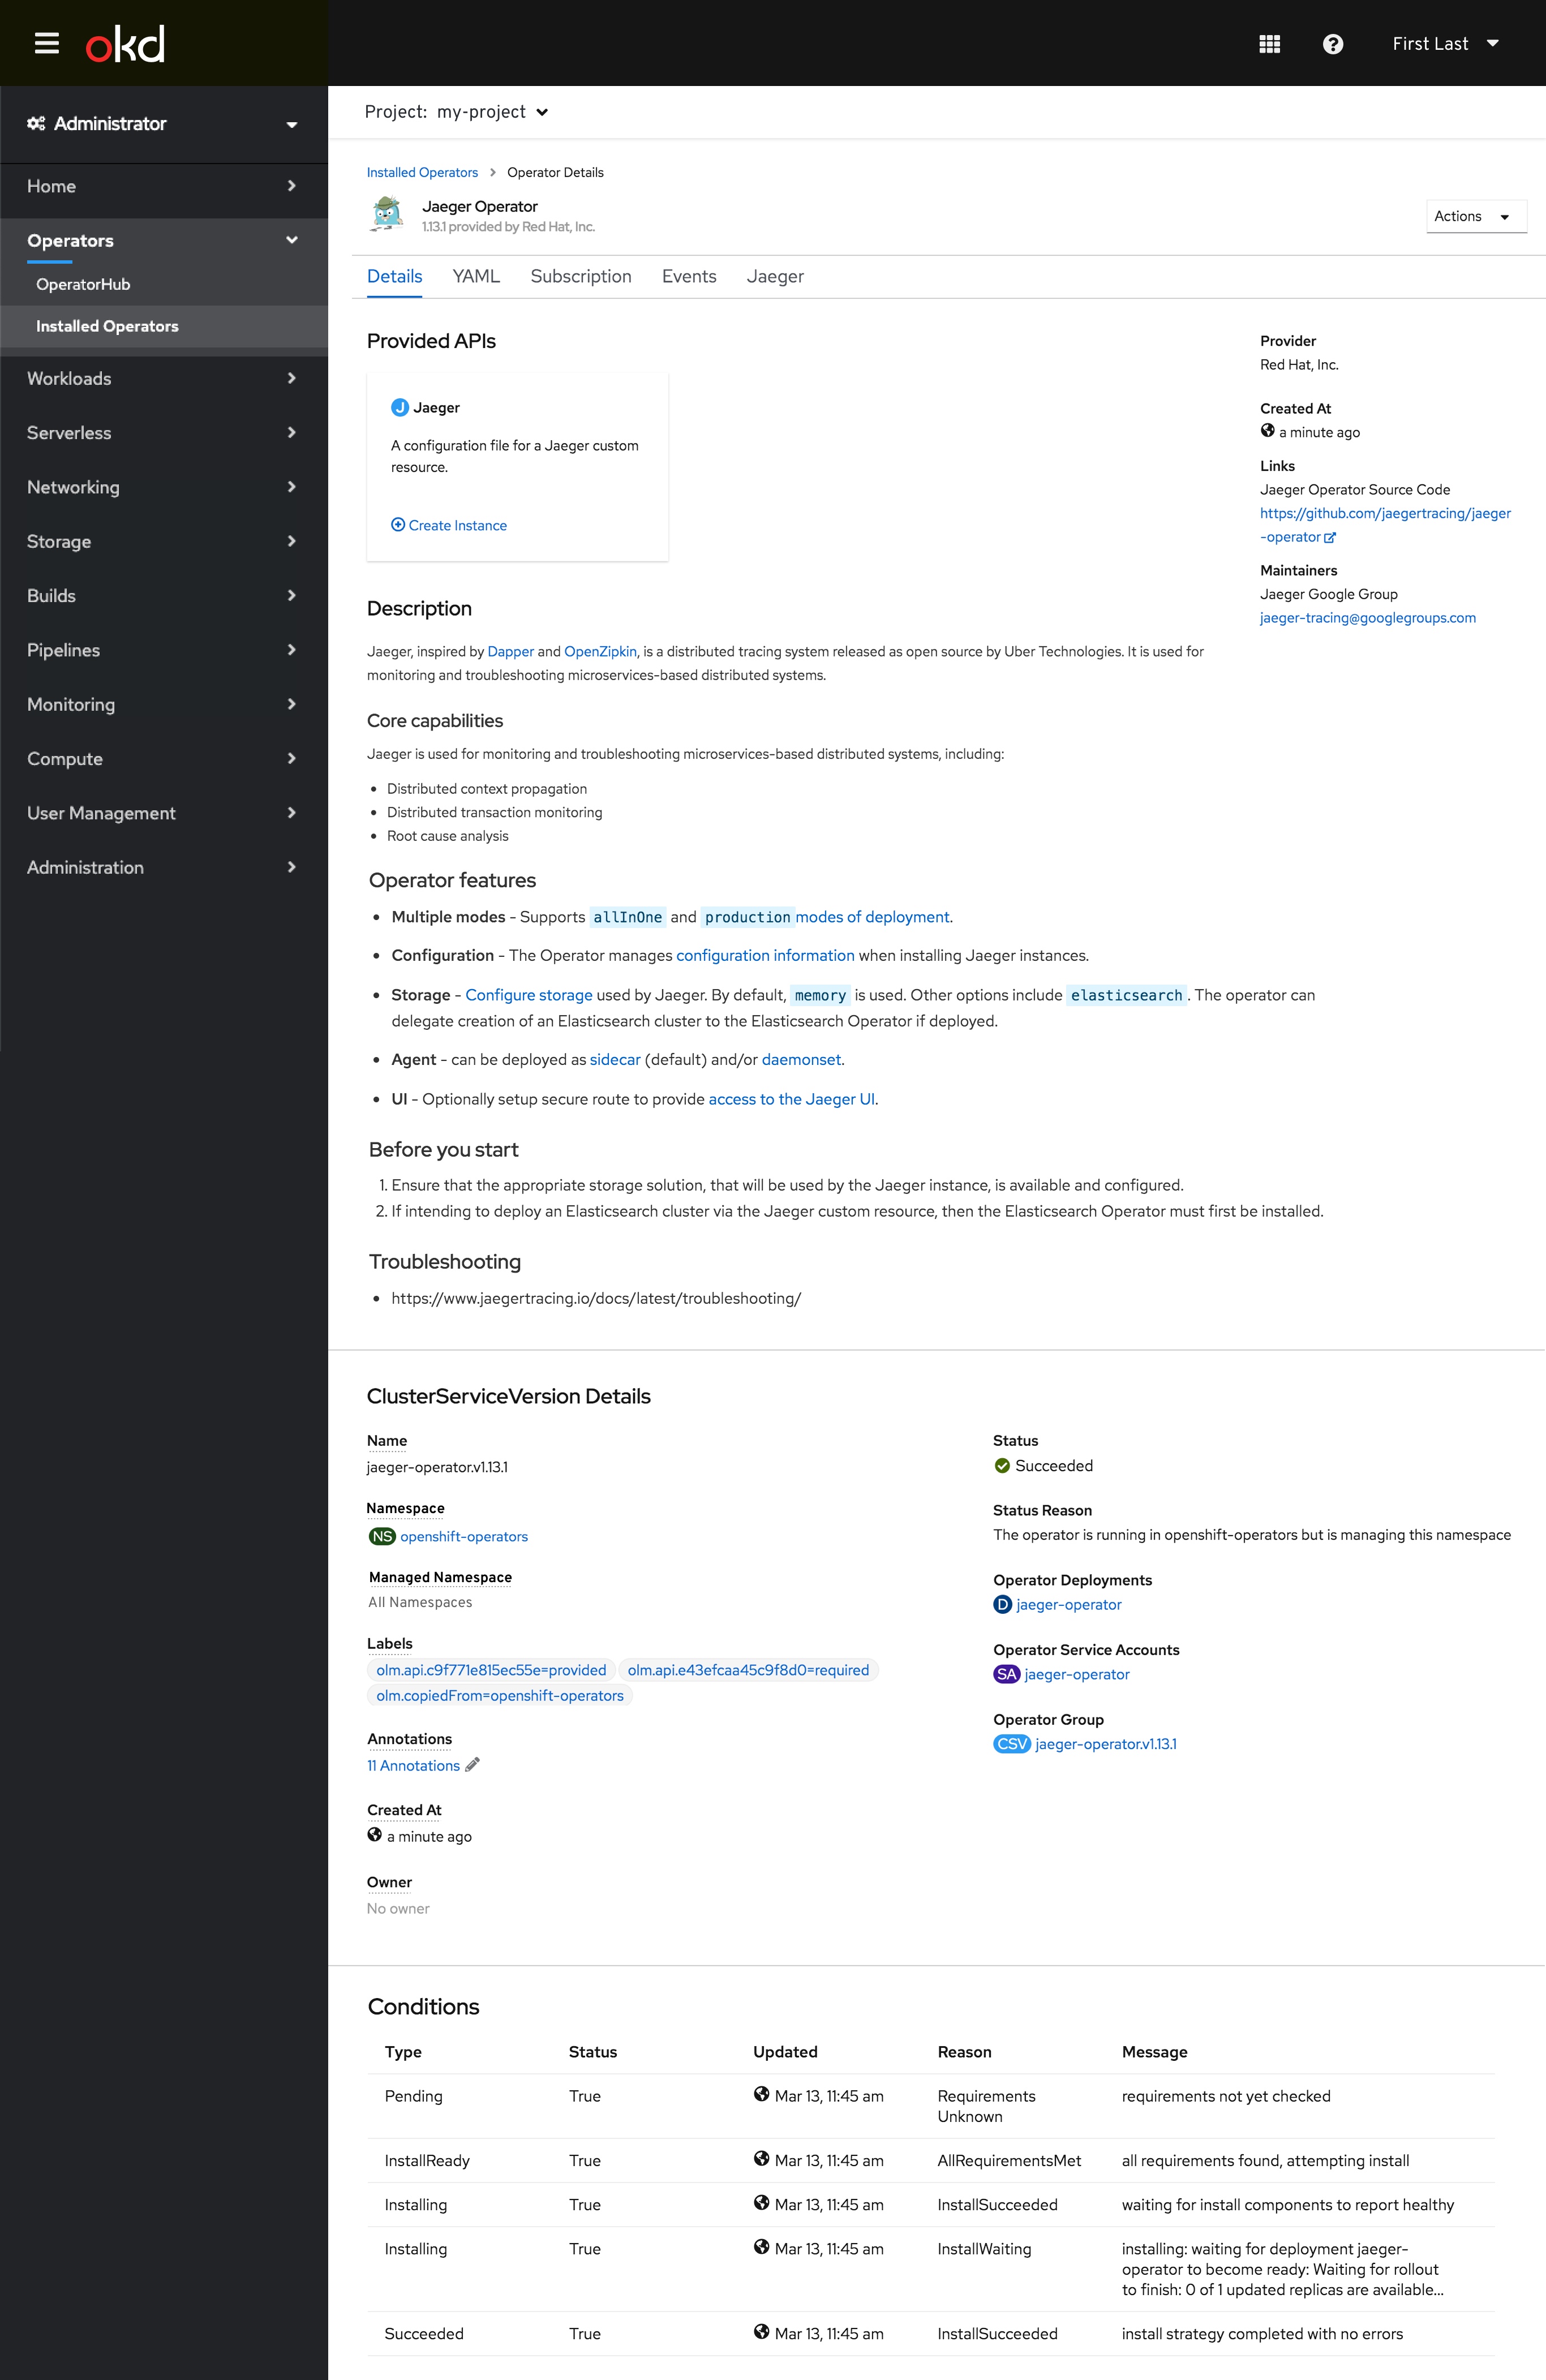 okd
First Last
Administrator
Home
Operators
OperatorHub
Installed Operators
Workloads
Serverless
Networking
Storage
Builds
Pipelines
Monitoring
Compute
User Management
Administration
Project: my-project
Installed Operators Operator Details
Jaeger Operator
1.13.1 provided by Red Hat, Inc.
Actions
Details YAML Subscription Events Jaeger
Provided APIs
J Jaeger
A configuration file for a Jaeger custom
resource.
Create Instance
Provider
Red Hat, Inc.
Created At
a minute ago
Links
Jaeger Operator Source Code
https://github.com/jaegertracing/jaeger
-operator
Maintainers
Jaeger Google Group
jaeger-tracing@googlegroups.com
Description
Jaeger, inspired by Dapper and OpenZipkin, is a distributed tracing system released as open source by Uber Technologies. It is used for
monitoring and troubleshooting microservices-based distributed systems.
Core capabilities
Jaeger is used for monitoring and troubleshooting microservices-based distributed systems, including:
• Distributed context propagation
• Distributed transaction monitoring
• Root cause analysis
Operator features
• Multiple modes - Supports allInOne and production modes of deployment.
• Configuration - The Operator manages configuration information when installing Jaeger instances.
• Storage - Configure storage used by Jaeger. By default, memory is used. Other options include elasticsearch. The operator can
delegate creation of an Elasticsearch cluster to the Elasticsearch Operator if deployed.
• Agent - can be deployed as sidecar (default) and/or daemonset.
• UI - Optionally setup secure route to provide access to the Jaeger UI.
Before you start
1. Ensure that the appropriate storage solution, that will be used by the Jaeger instance, is available and configured.
2. If intending to deploy an Elasticsearch cluster via the Jaeger custom resource, then the Elasticsearch Operator must first be installed.
Troubleshooting
• https://www.jaegertracing.io/docs/latest/troubleshooting/
ClusterServiceVersion Details
Name
jaeger-operator.v1.13.1
Namespace
NS openshift-operators
Managed Namespace
All Namespaces
Labels
olm.api.c9f771e815ec55e=provided olm.api.e43efcaa45c9f8d0=required
olm.copiedFrom=openshift-operators
Annotations
11 Annotations
Created At
a minute ago
Owner
No owner
Status
Succeeded
Status Reason
The operator is running in openshift-operators but is managing this namespace
Operator Deployments
D jaeger-operator
Operator Service Accounts
SA jaeger-operator
Operator Group
CSV jaeger-operator.v1.13.1
Conditions
Type Status Updated Reason Message
Pending True Mar 13, 11:45 am Requirements requirements not yet checked
Unknown
InstallReady True Mar 13, 11:45 am AllRequirementsMet all requirements found, attempting install
Installing True Mar 13, 11:45 am InstallSucceeded waiting for install components to report healthy
Installing True Mar 13, 11:45 am InstallWaiting installing: waiting for deployment jaeger-
operator to become ready: Waiting for rollout
to finish: 0 of 1 updated replicas are available...
Succeeded True Mar 13, 11:45 am InstallSucceeded install strategy completed with no errors